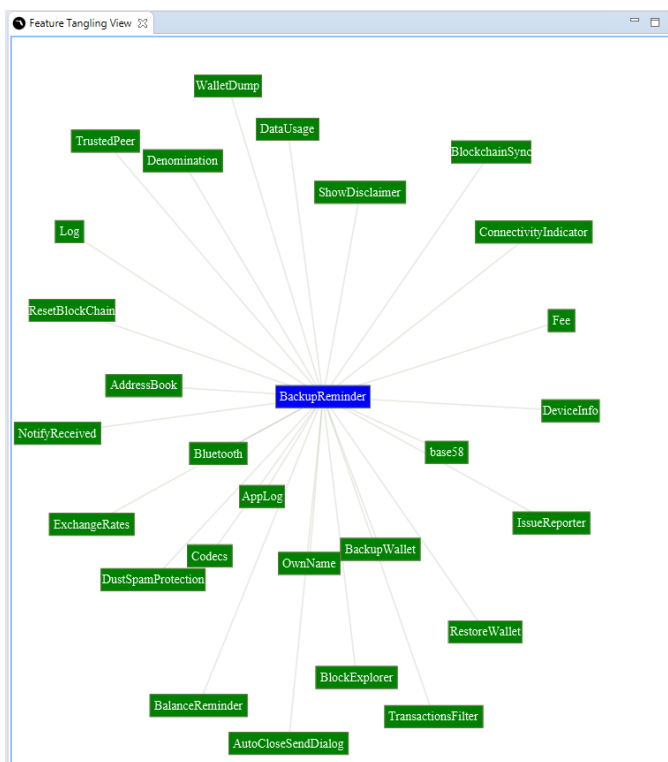 Feature Tangling View
WalletDump
DataUsage
TrustedPeer
Denomination
BlockchainSync
ShowDisclaimer
Log
ConnectivityIndicator
ResetBlockChain
Fee
AddressBook
BackupReminder
DeviceInfo
NotifyReceived
Bluetooth
base58
AppLog
ExchangeRates
IssueReporter
Codecs
BackupWallet
OwnName
DustSpamProtection
RestoreWallet
BlockExplorer
BalanceReminder
TransactionsFilter
AutoCloseSendDialog